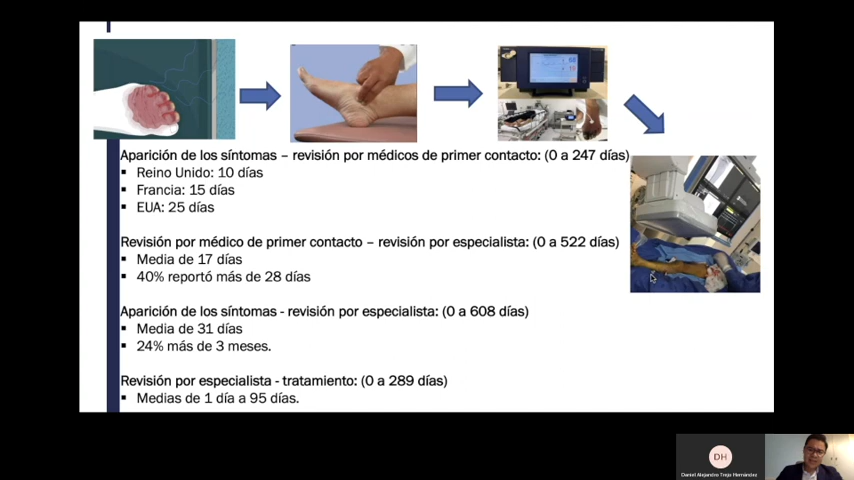 Aparición de los síntomas – revisión por médicos de primer contacto: (0 a 247 días)
▪ Reino Unido: 10 días
▪ Francia: 15 días
▪ EUA: 25 días
Revisión por médico de primer contacto – revisión por especialista: (0 a 522 días)
▪ Media de 17 días
▪ 40% reportó más de 28 días
Aparición de los síntomas - revisión por especialista: (0 a 608 días)
▪ Media de 31 días
▪ 24% más de 3 meses.
Revisión por especialista - tratamiento: (0 a 289 días)
▪ Medias de 1 día a 95 días.
DH
Daniel Alejandro Trejo Hernández